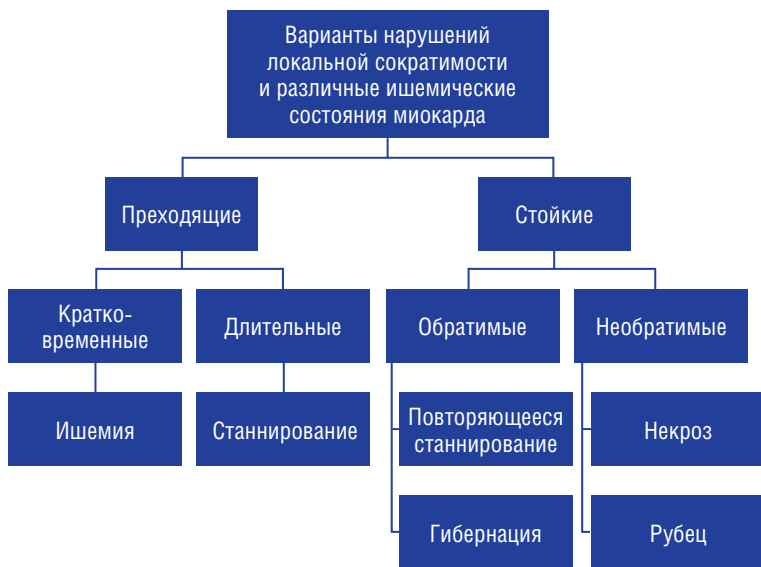 Варианты нарушений
локальной сократимости
и различные ишемические
состояния миокарда
Преходящие
Стойкие
Кратко-
временные
Длительные
Обратимые
Необратимые
Ишемия
Станнирование
Повторяющееся
станнирование
Некроз
Гибернация
Рубец